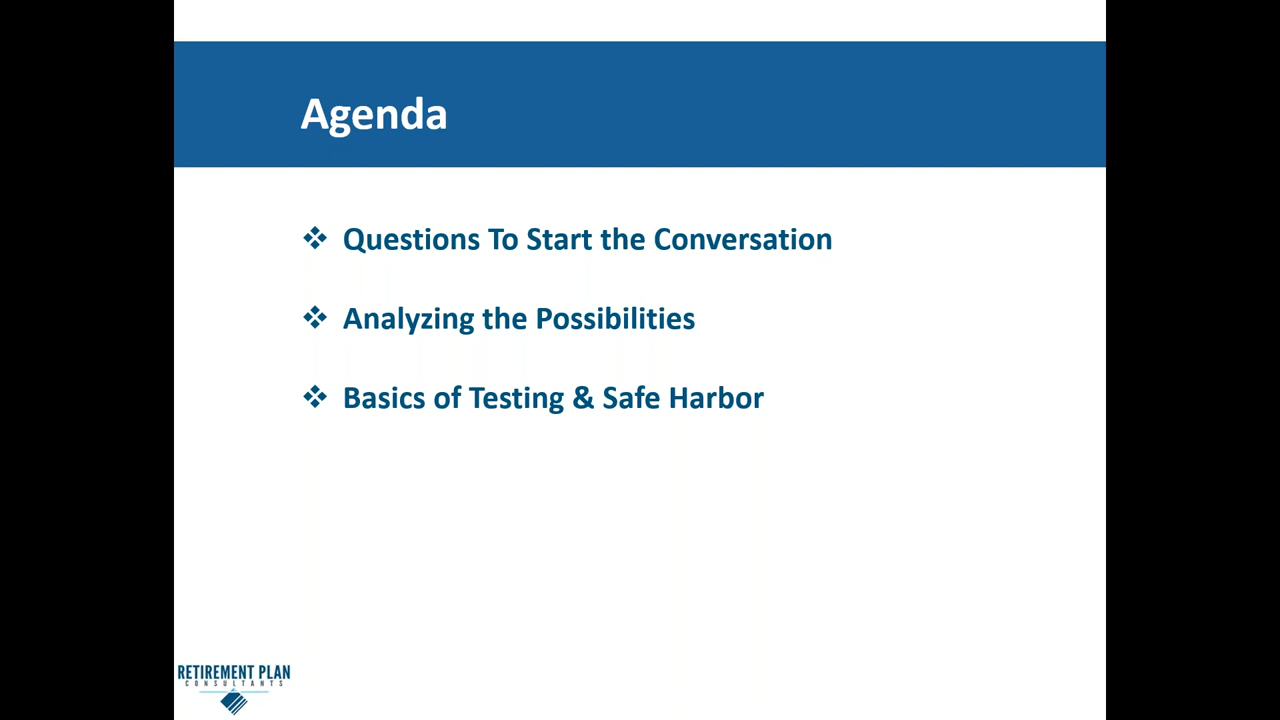 Agenda
❖ Questions To Start the Conversation
❖ Analyzing the Possibilities
❖ Basics of Testing & Safe Harbor
RETIREMENT PLAN
CONSULTANTS